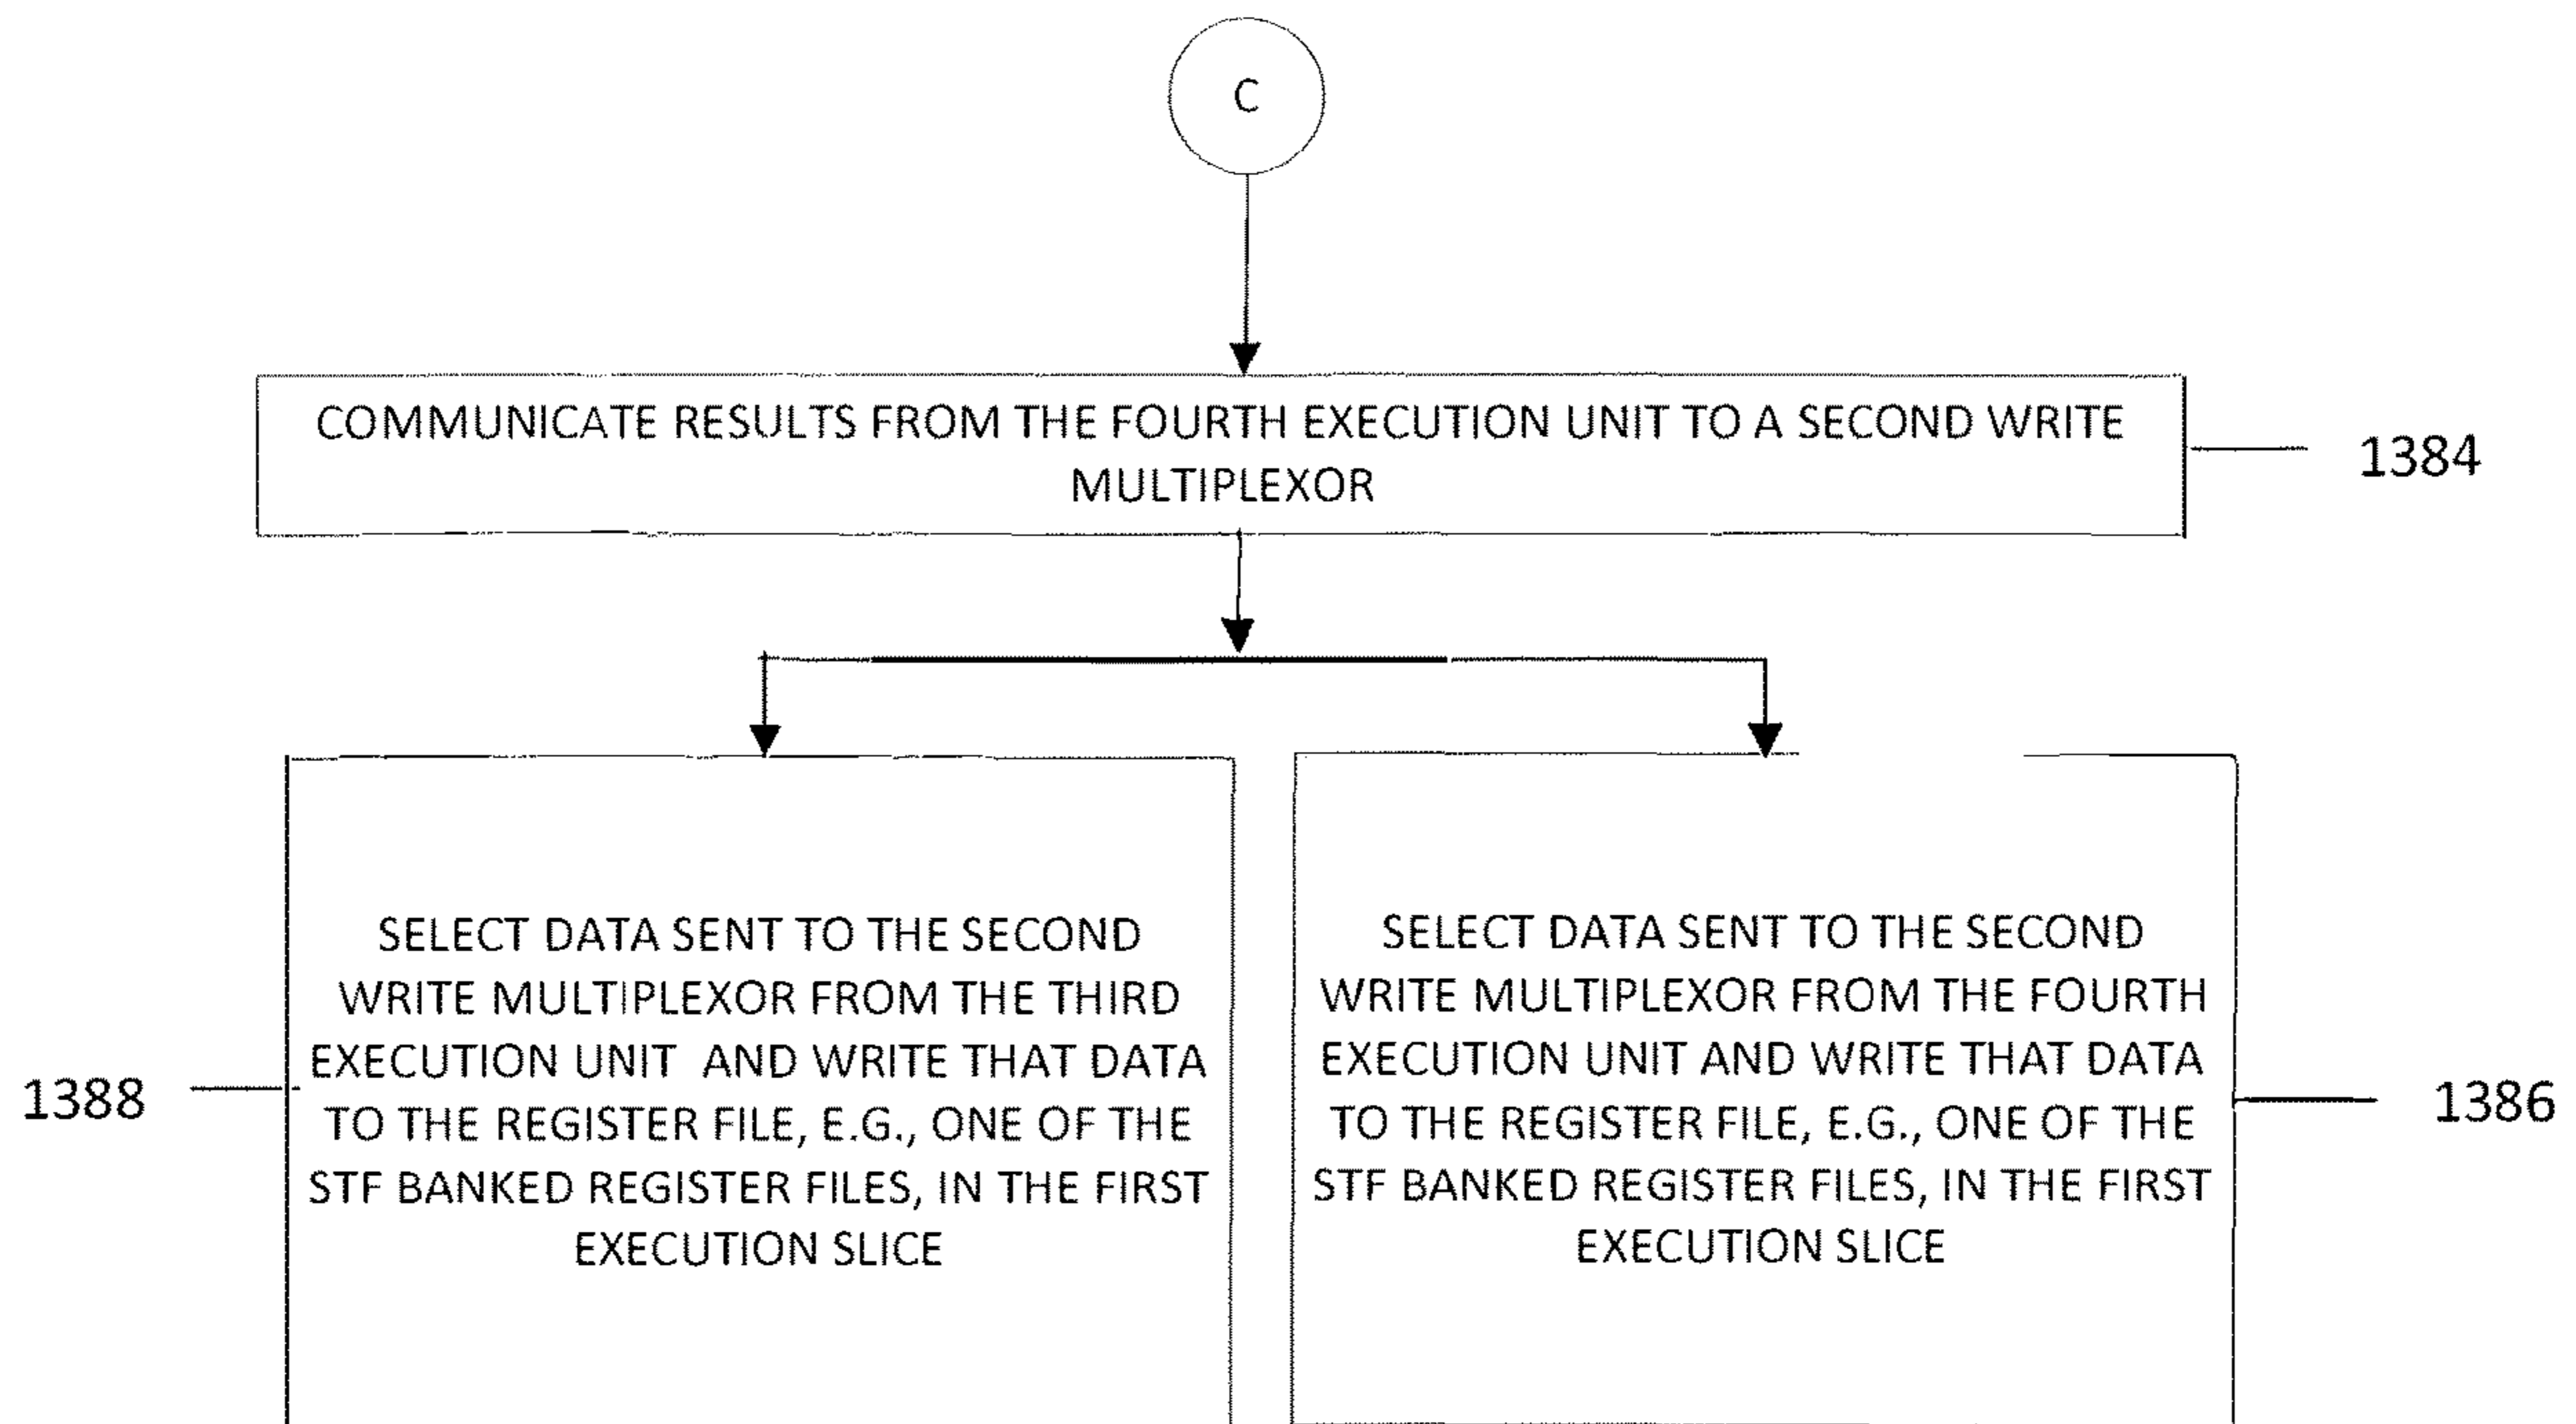 C
COMMUNICATE RESULTS FROM THE FOURTH EXECUTION UNIT TO A SECOND WRITE
MULTIPLEXOR
1384
SELECT DATA SENT TO THE SECOND
WRITE MULTIPLEXOR FROM THE THIRD
EXECUTION UNIT AND WRITE THAT DATA
TO THE REGISTER FILE, E.G., ONE OF THE
STF BANKED REGISTER FILES, IN THE FIRST
EXECUTION SLICE
1388
SELECT DATA SENT TO THE SECOND
WRITE MULTIPLEXOR FROM THE FOURTH
EXECUTION UNIT AND WRITE THAT DATA
TO THE REGISTER FILE, E.G., ONE OF THE
STF BANKED REGISTER FILES, IN THE FIRST
EXECUTION SLICE
1386